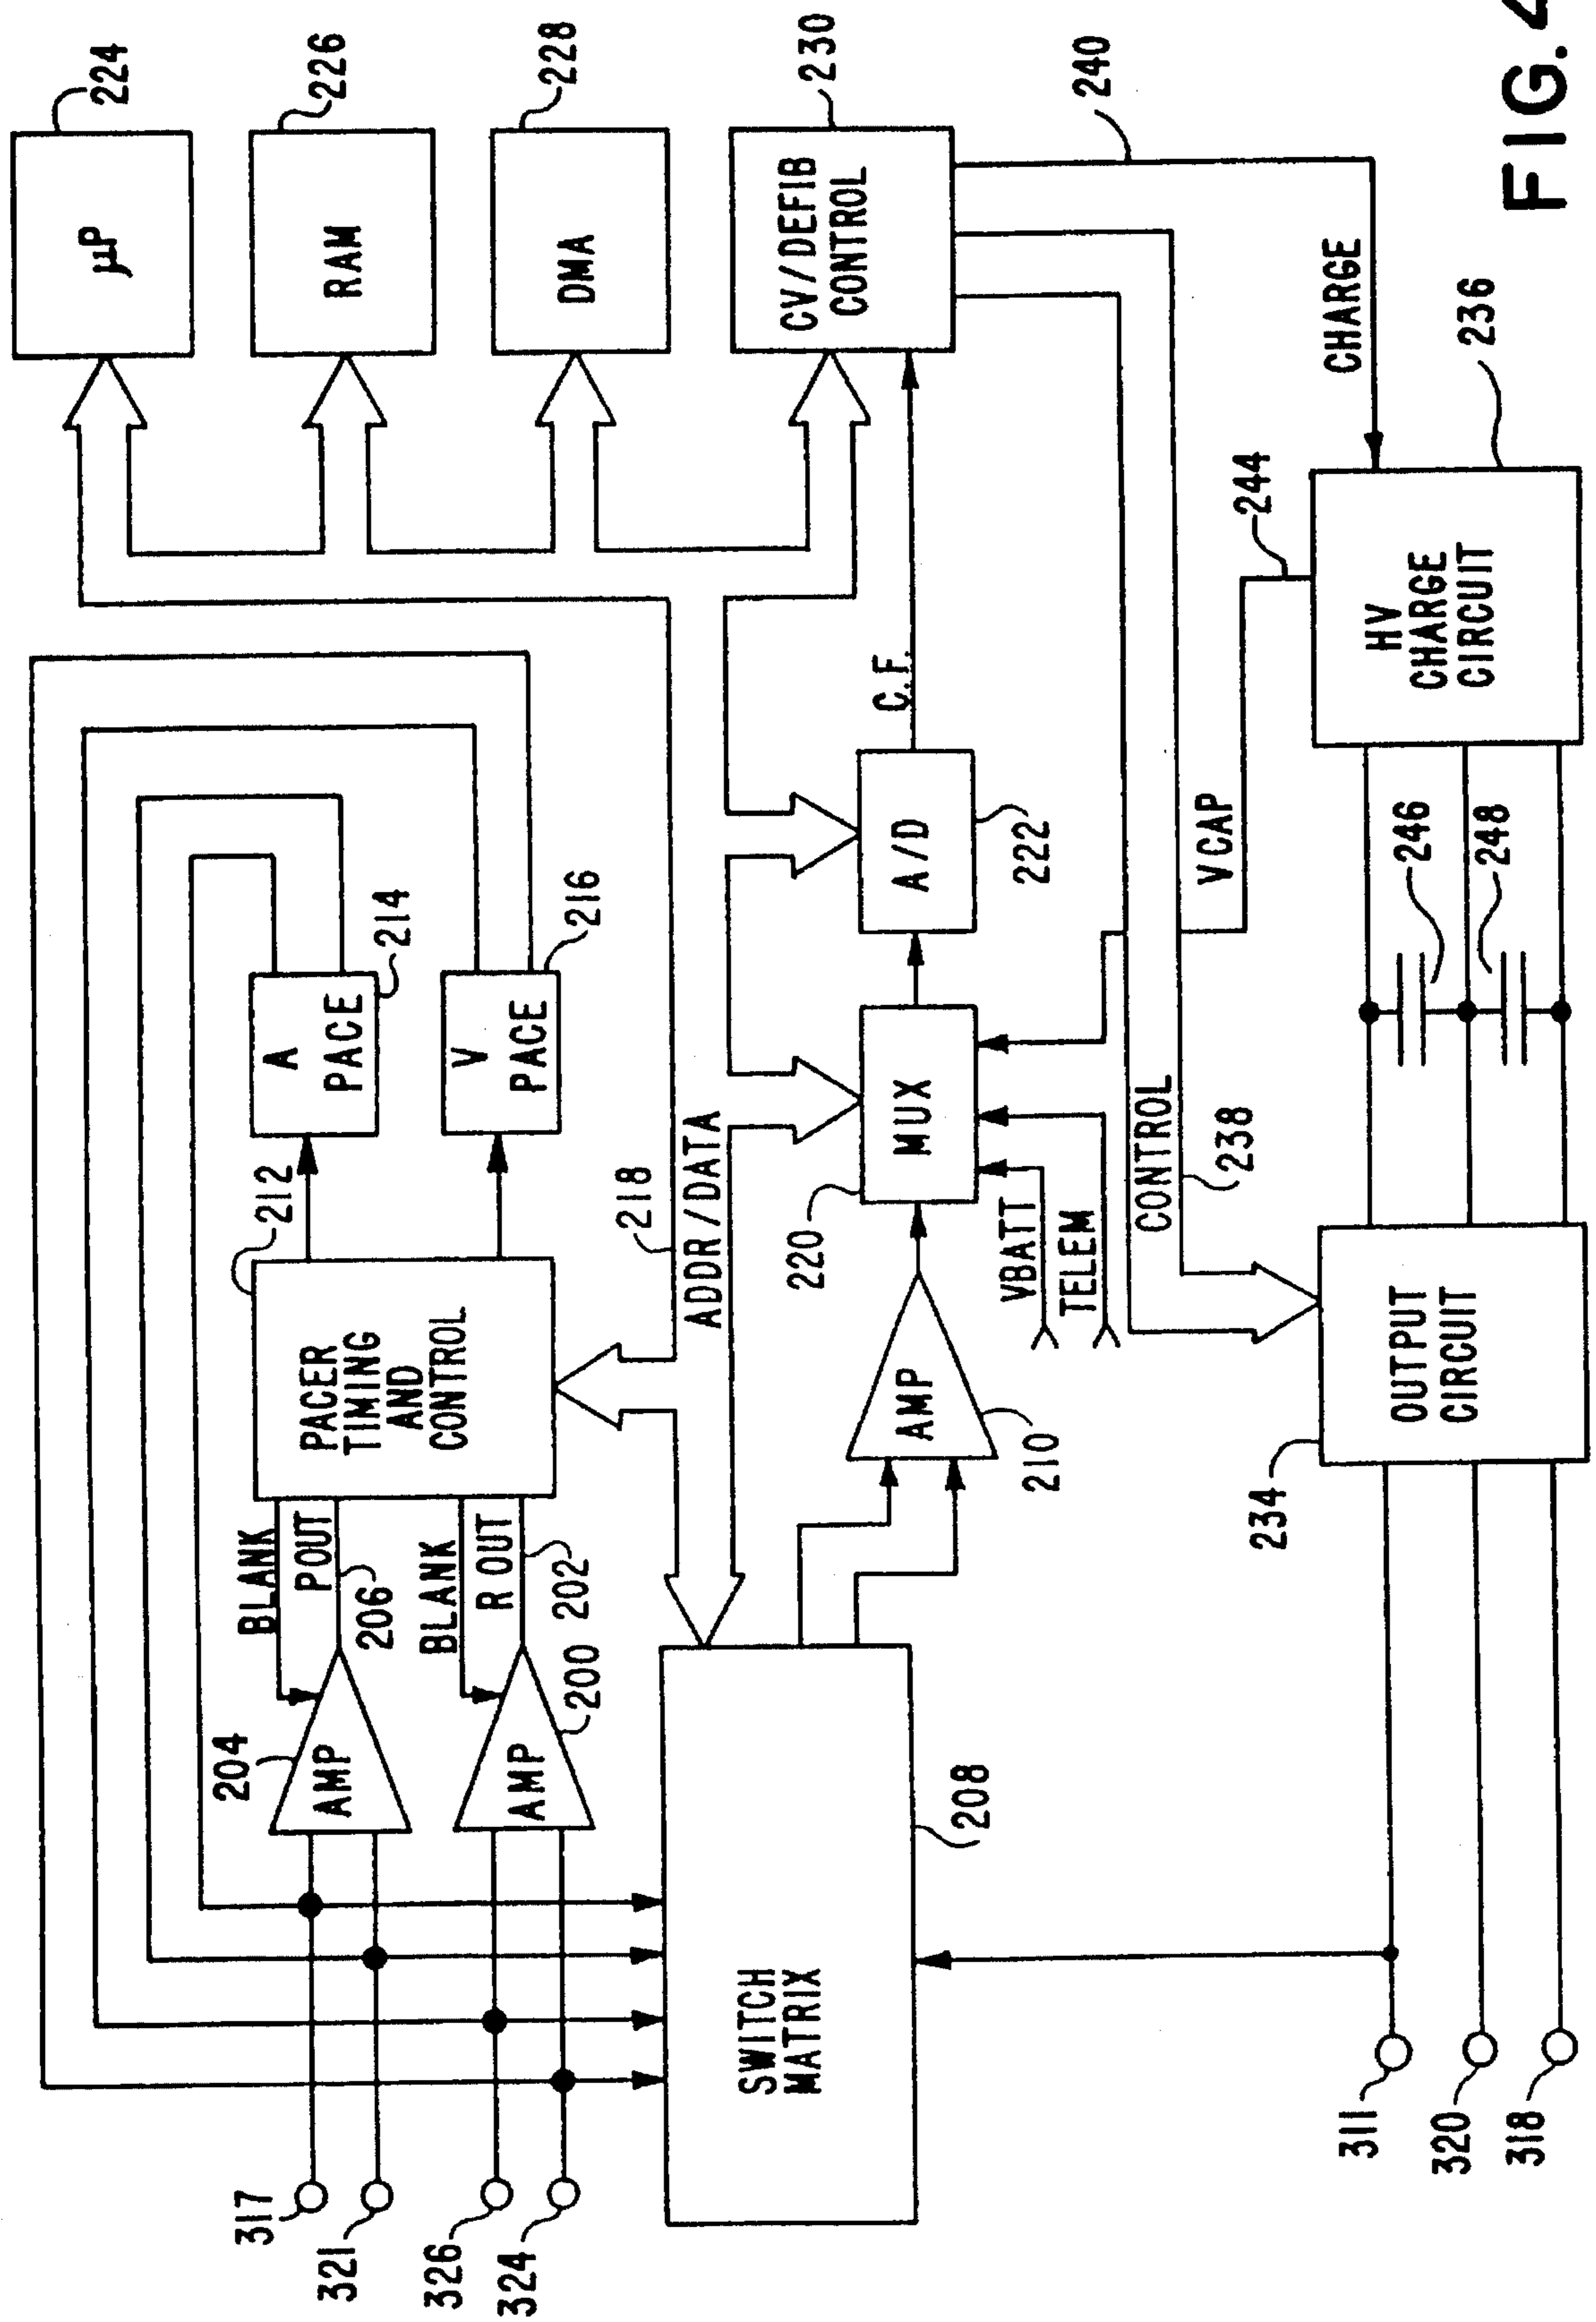 317
321
326
324
204
AMP
BLANK
POUT
206
AMP
200
BLANK
R OUT
202
212
PACER
TIMING
AND
CONTROL
A
PACE
214
V
PACE
216
218
ADDR/DATA
SWITCH
MATRIX
208
AMP
210
220
MUX
VBATT
TELEM
A/D
222
C.F.
µP
224
RAM
226
DMA
228
CV/DEFIB
CONTROL
230
240
CHARGE
CONTROL
238
VCAP
244
HV
CHARGE
CIRCUIT
236
246
248
OUTPUT
CIRCUIT
234
311
320
318
FIG. 4